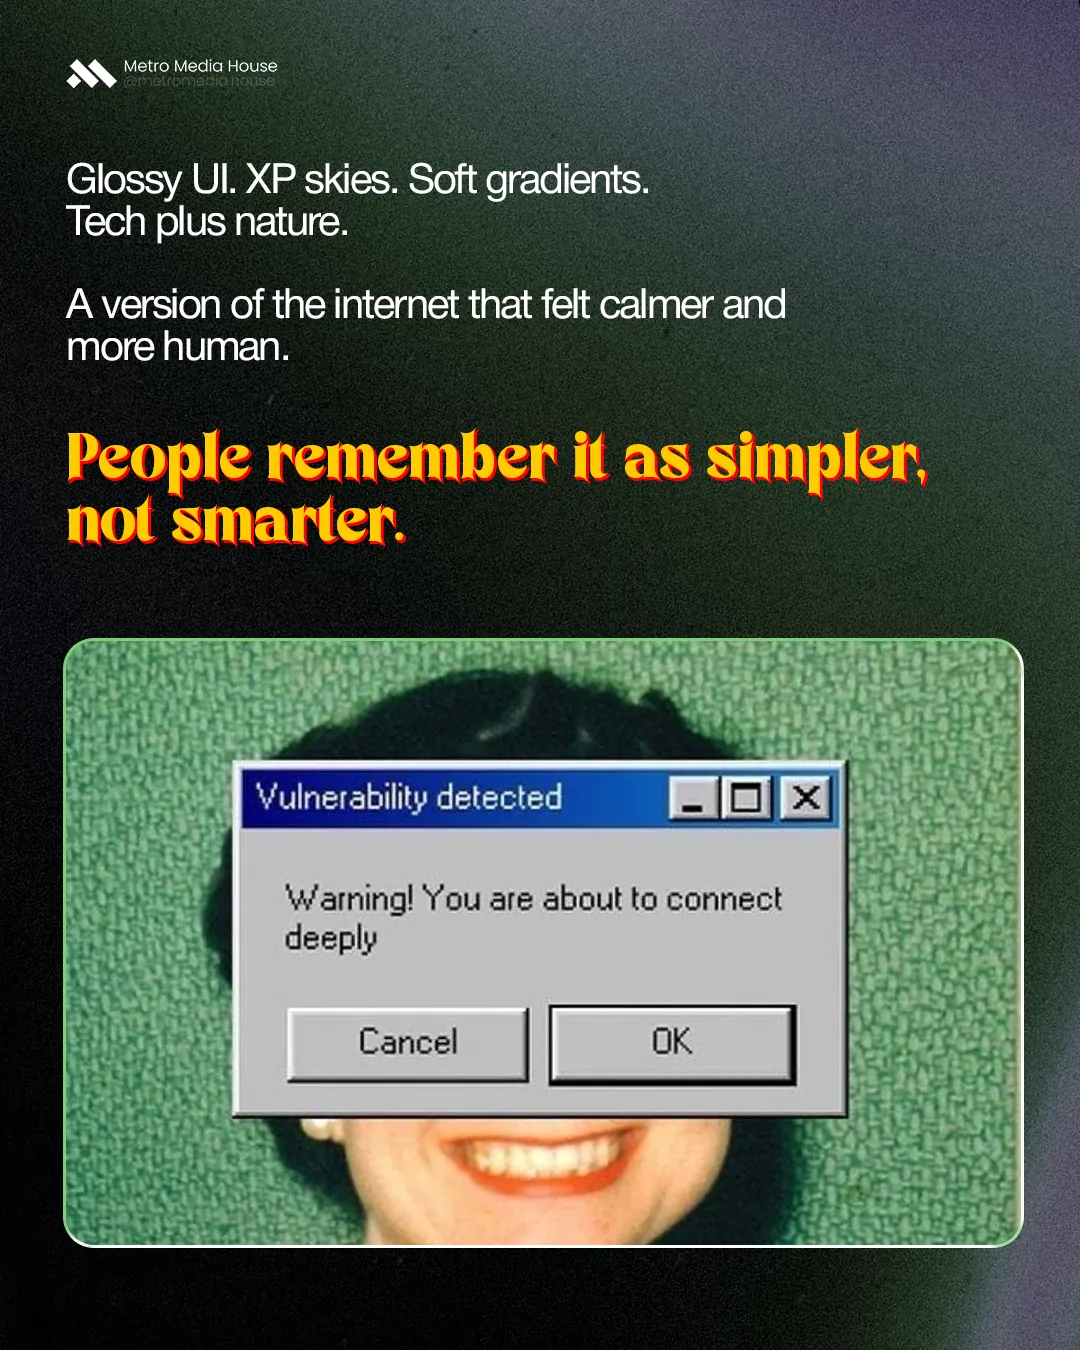 Metro Media House
@metromedia.house
Glossy UI. XP skies. Soft gradients.
Tech plus nature.
A version of the internet that felt calmer and
more human.
People remember it as simpler,
not smarter.
Vulnerability detected
Warning! You are about to connect
deeply
Cancel
OK